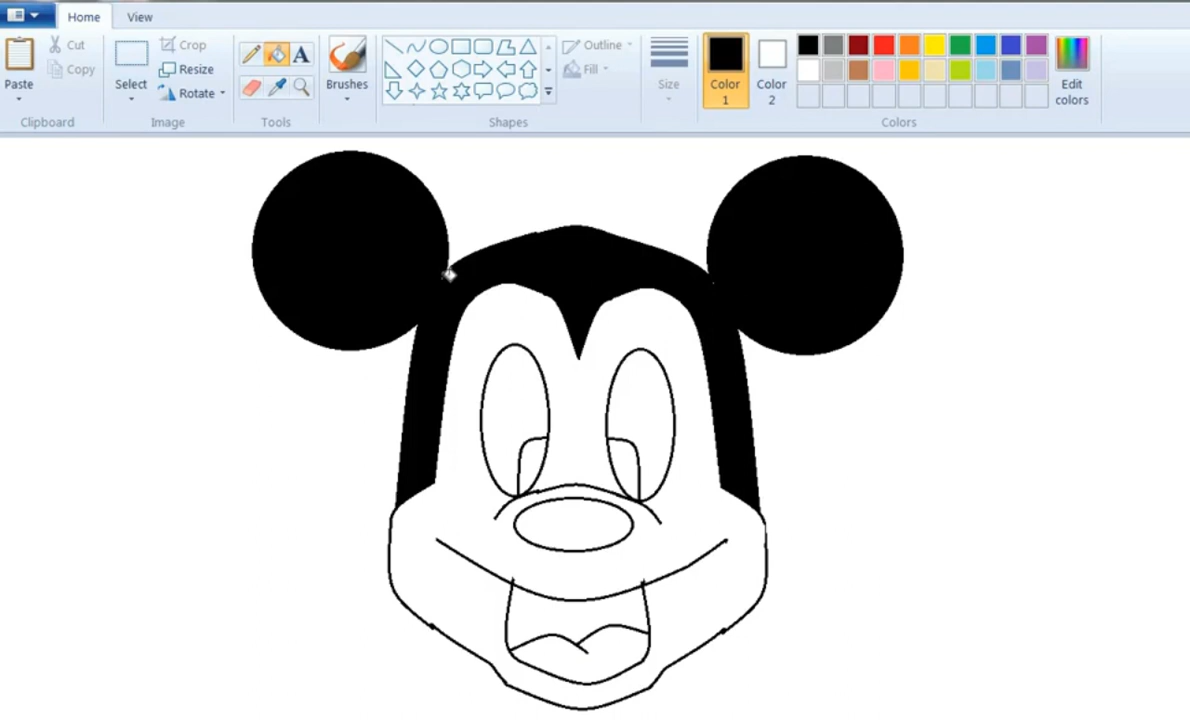 Home View
Paste
Cut
Copy
Clipboard
Select
Crop
Resize
Rotate
Image
A
Tools
Brushes
Shapes
Outline
Fill
Size
Color
1
Color
2
Edit
colors
Colors